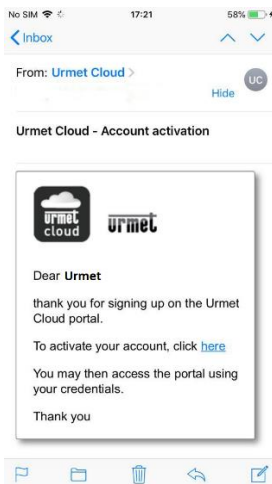 No SIM 17:21 58%
Inbox
From: Urmet Cloud
UC
Hide
Urmet Cloud - Account activation
urmet
cloud
urmet
Dear Urmet
thank you for signing up on the Urmet
Cloud portal.
To activate your account, click here
You may then access the portal using
your credentials.
Thank you